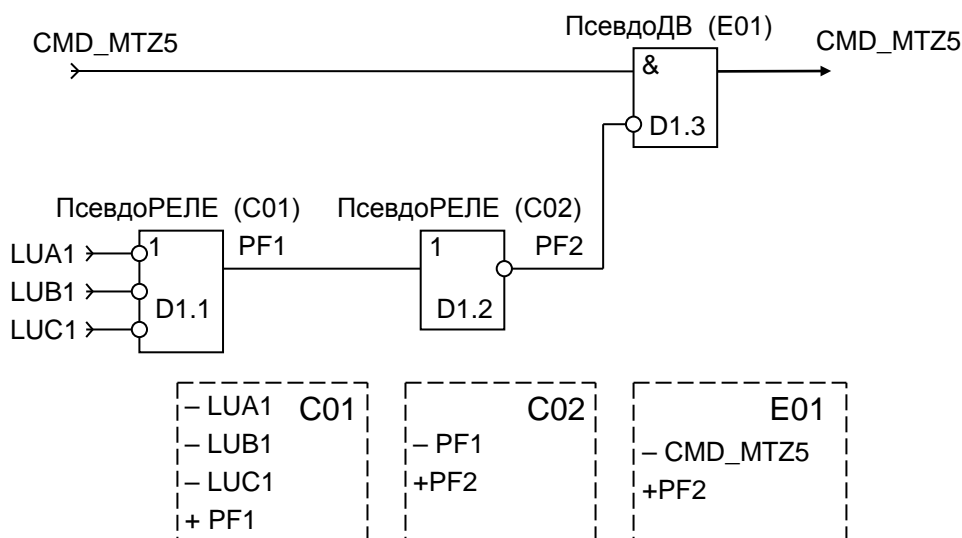 ПсевдоДВ (E01)
CMD_MTZ5
CMD_MTZ5
&
D1.3
ПсевдоРЕЛЕ (C01)
ПсевдоРЕЛЕ (C02)
LUA1
1
PF1
1
PF2
LUB1
D1.1
D1.2
LUC1
– LUA1 C01
– LUB1
– LUC1
+ PF1
C02
– PF1
+PF2
E01
– CMD_MTZ5
+PF2